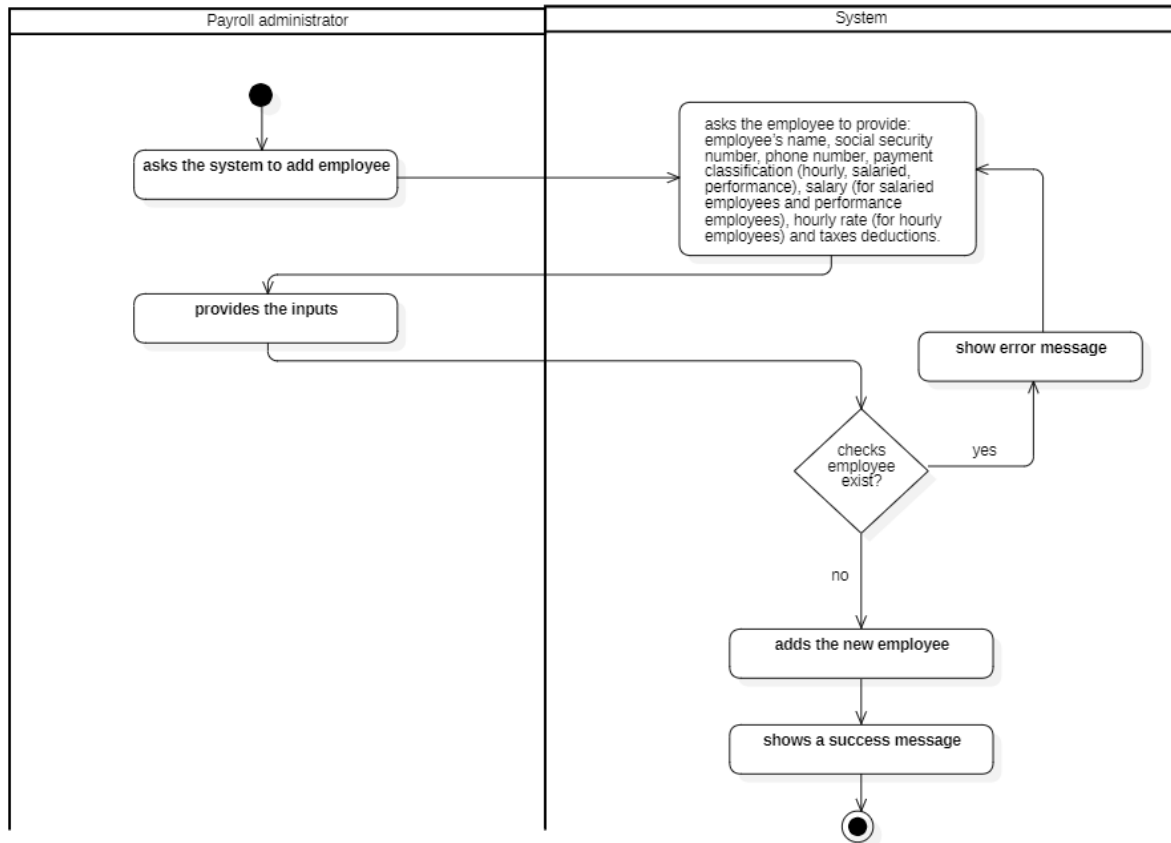 Payroll administrator
System
asks the system to add employee
asks the employee to provide:
employee's name, social security
number, phone number, payment
classification (hourly, salaried,
performance), salary (for salaried
employees and performance
employees), hourly rate (for hourly
employees) and taxes deductions.
provides the inputs
show error message
checks
employee
exist?
yes
no
adds the new employee
shows a success message